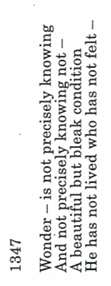 1347
Wonder – is not precisely knowing
And not precisely knowing not –
A beautiful but bleak condition
He has not lived who has not felt –